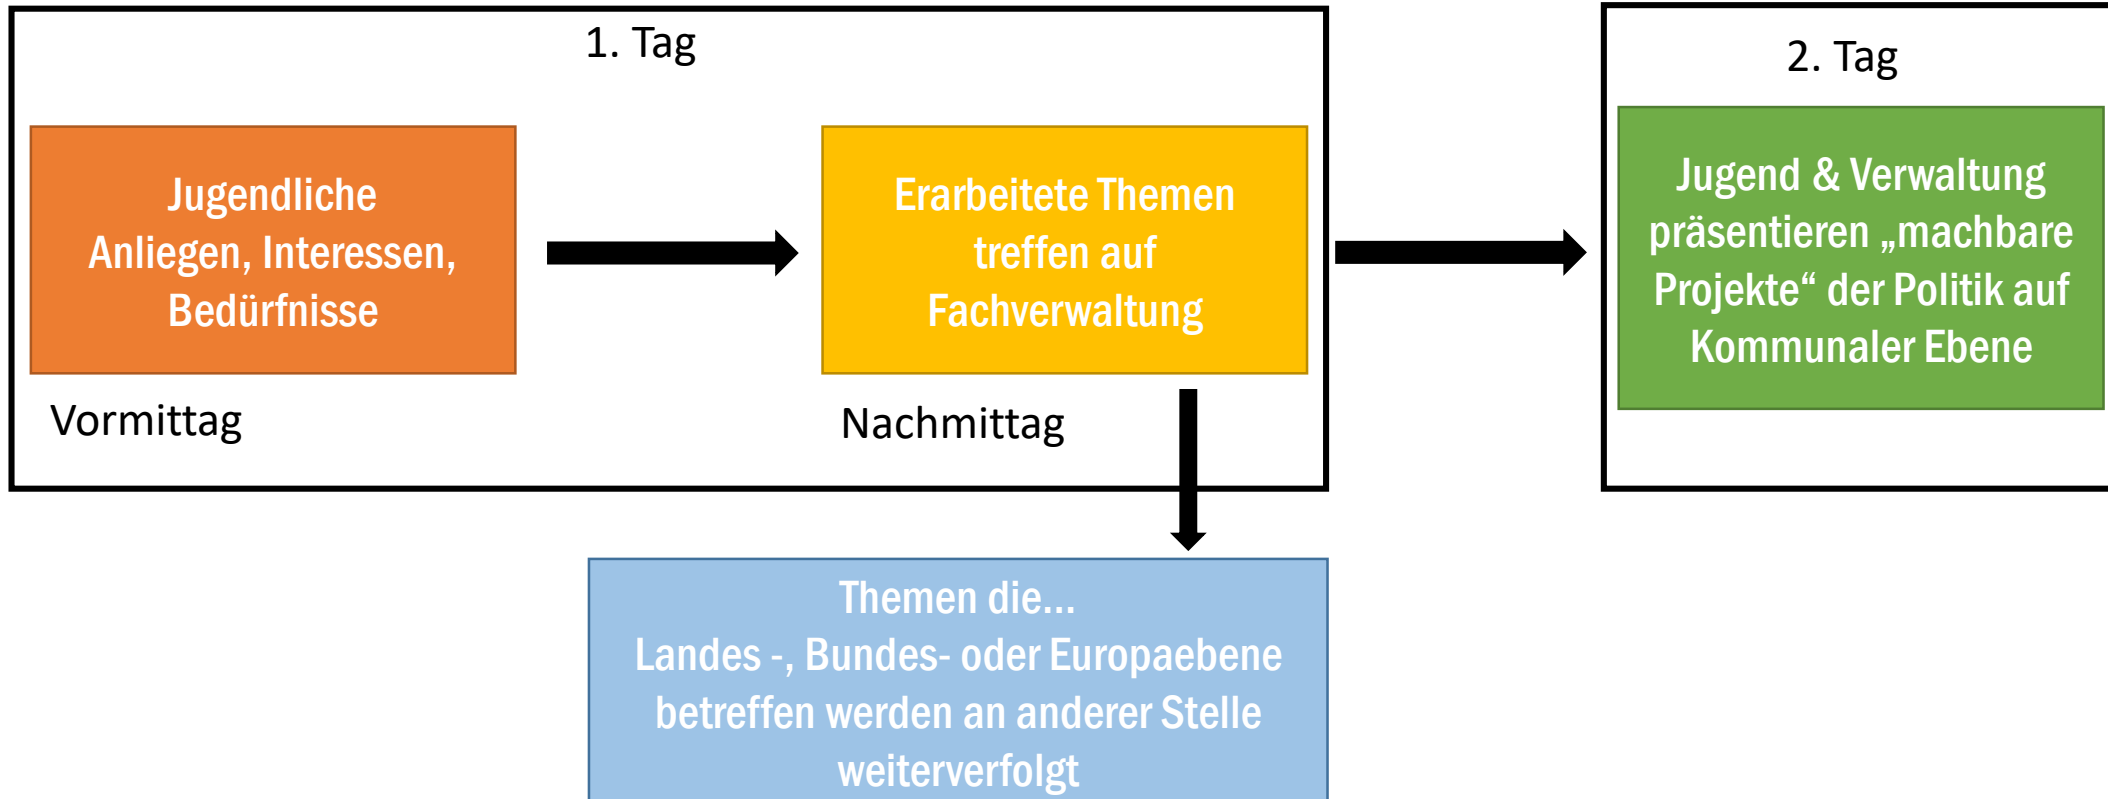 1. Tag
Jugendliche
Anliegen, Interessen,
Bedürfnisse
Vormittag
Erarbeitete Themen
treffen auf
Fachverwaltung
Nachmittag
2. Tag
Jugend & Verwaltung
präsentieren „machbare
Projekte“ der Politik auf
Kommunaler Ebene
Themen die...
Landes -, Bundes- oder Europaebene
betreffen werden an anderer Stelle
weiterverfolgt